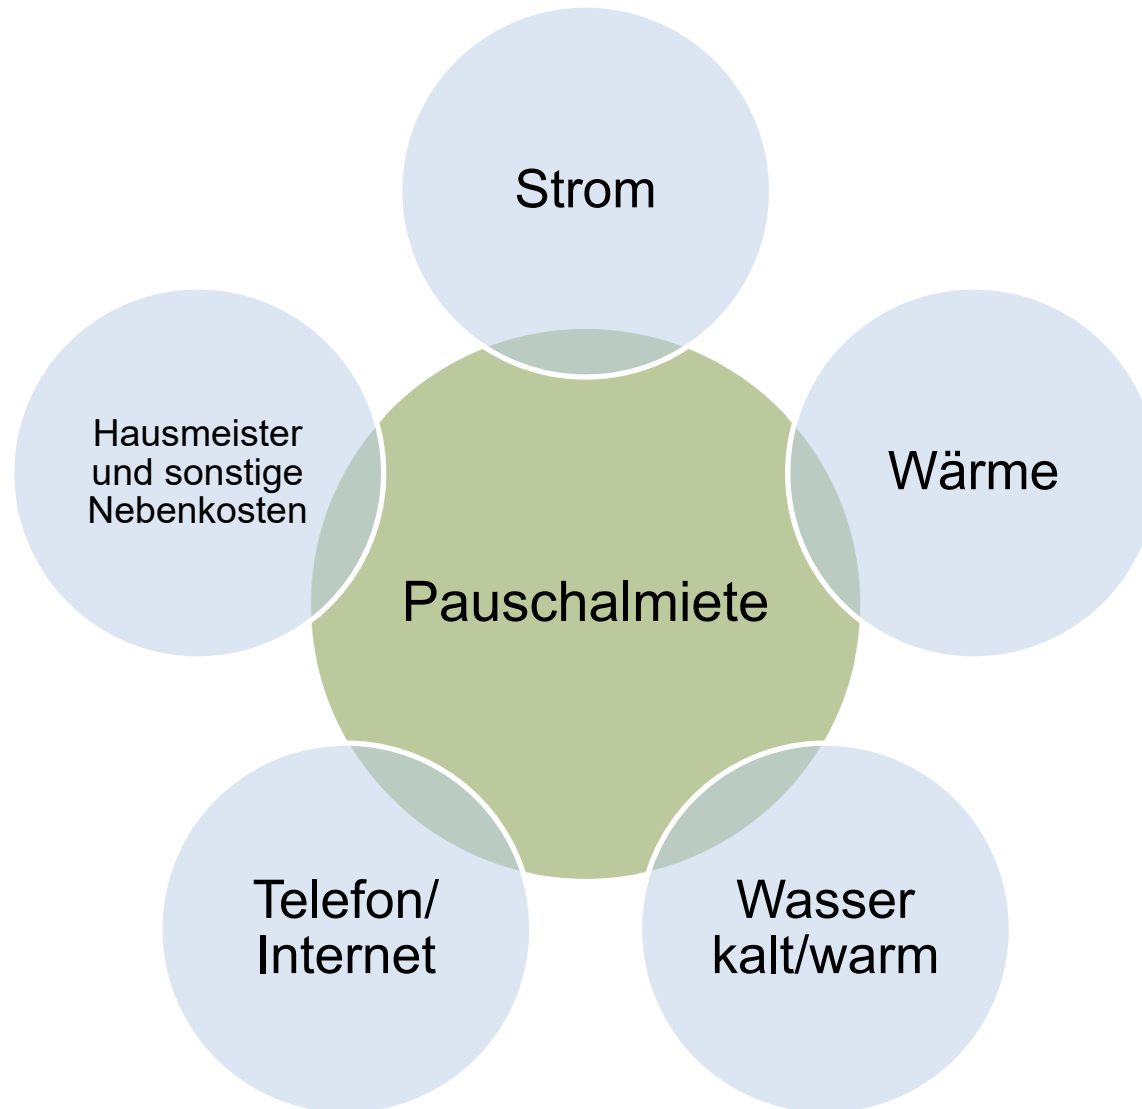 Strom
Hausmeister
und sonstige
Nebenkosten
Wärme
Pauschalmiete
Telefon/
Internet
Wasser
kalt/warm